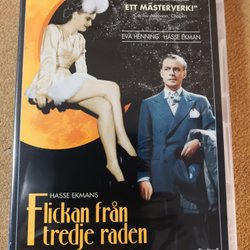 ETT MÄSTERVERK!"
EVA HENNING HASSE EKMAN
HASSE EKMANS
Flickan från
tredje raden